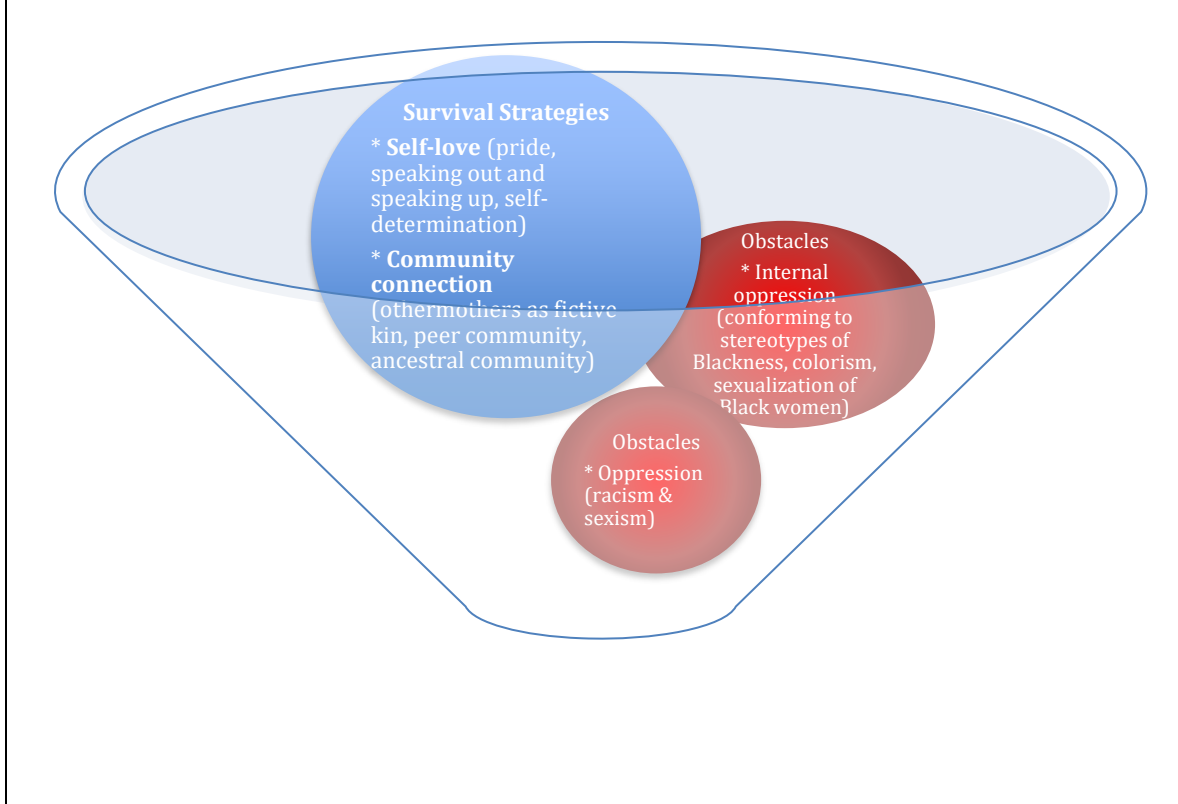 Survival Strategies
* Self-love (pride,
speaking out and
speaking up, self-
determination)
* Community
connection
(othermothers as fictive
kin, peer community,
ancestral community)
Obstacles
* Internal
oppression
(conforming to
stereotypes of
Blackness, colorism,
sexualization of
Black women)
Obstacles
* Oppression
(racism &
sexism)